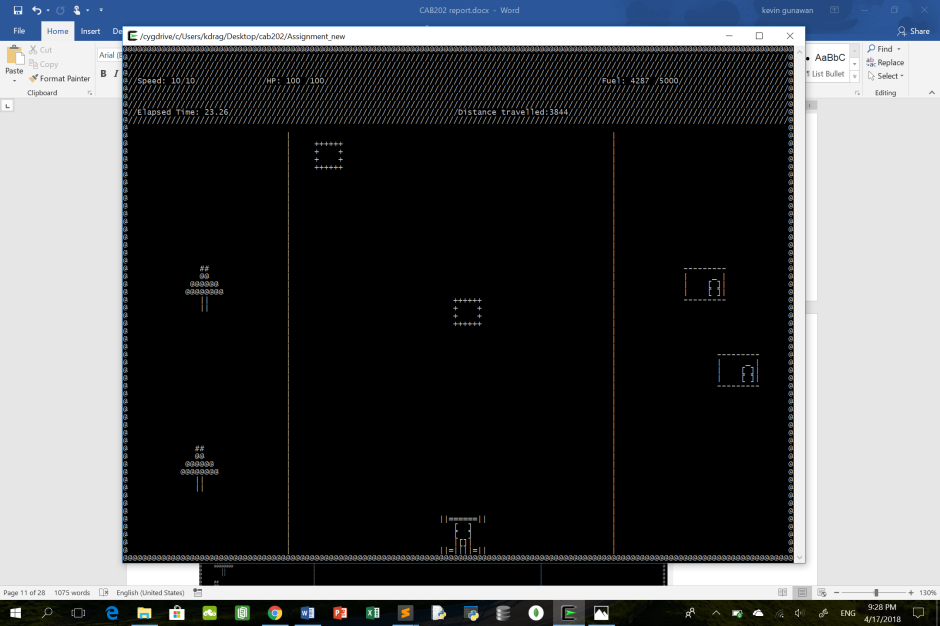 CAB202 report.docx - Word
kevin gunawan
File Home Insert De
Share
Cut
Copy
Format Painter
Paste
Clipboard
Arial (B
B I
/cygdrive/c/Users/kdrag/Desktop/cab202/Assignment_new
AaBbC
¶ List Bullet
Find
Replace
Select
Editing
Speed: 10/10 HP: 100 /100 Fuel: 4287 /5000
Elapsed Time: 23.26 Distance travelled:3844
Page 11 of 28 1075 words English (United States) 130%
ENG
9:28 PM
4/17/2018